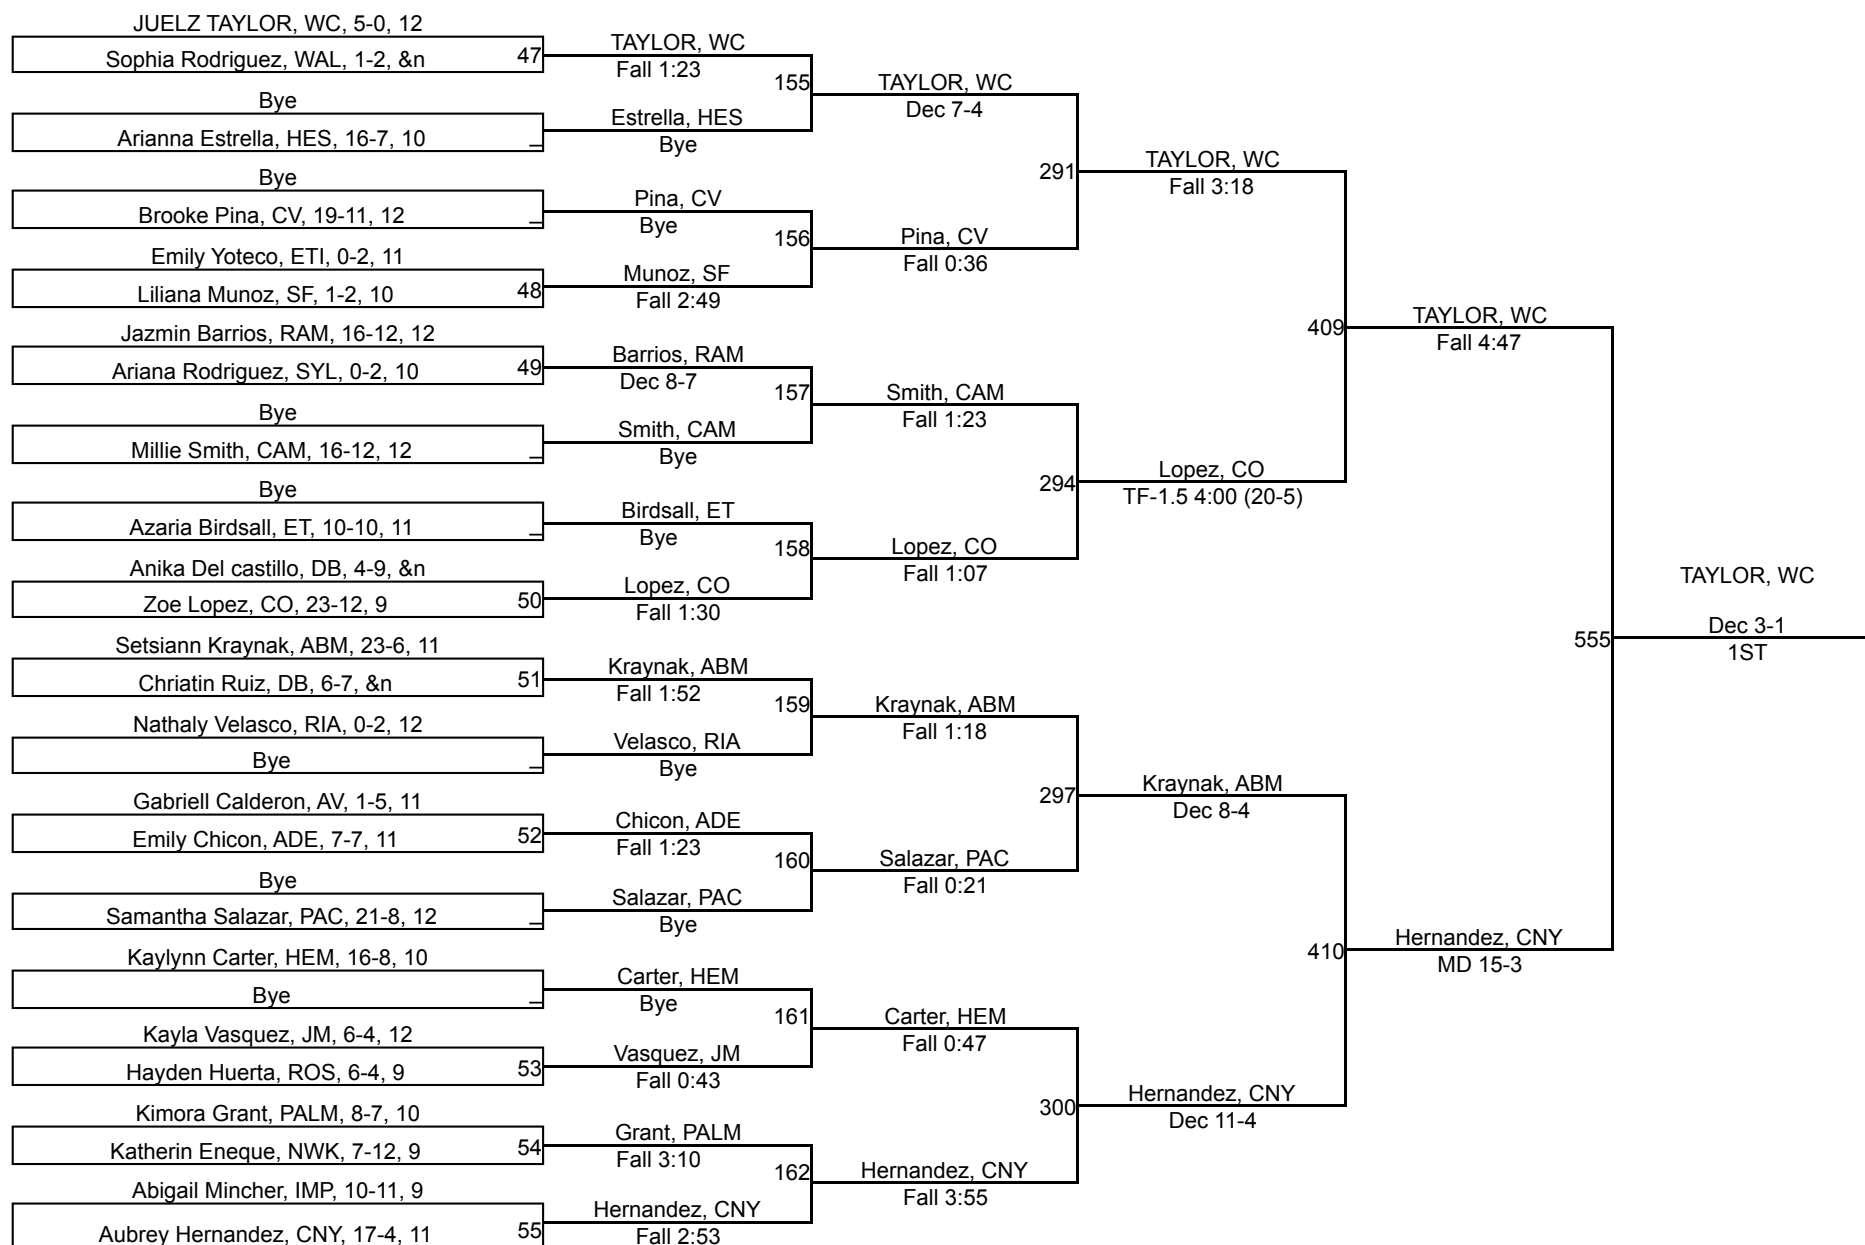 JUELZ TAYLOR, WC, 5-0, 12
Sophia Rodriguez, WAL, 1-2, &n 47
Bye
Arianna Estrella, HES, 16-7, 10 _
Bye
Brooke Pina, CV, 19-11, 12 _
Emily Yoteco, ETI, 0-2, 11
Liliana Munoz, SF, 1-2, 10 48
Jazmin Barrios, RAM, 16-12, 12
Ariana Rodriguez, SYL, 0-2, 10 49
Bye
Millie Smith, CAM, 16-12, 12 _
Bye
Azaria Birdsall, ET, 10-10, 11 _
Anika Del castillo, DB, 4-9, &n
Zoe Lopez, CO, 23-12, 9 50
Setsiann Kraynak, ABM, 23-6, 11
Chriatin Ruiz, DB, 6-7, &n 51
Nathaly Velasco, RIA, 0-2, 12
Bye _
Gabriell Calderon, AV, 1-5, 11
Emily Chicon, ADE, 7-7, 11 52
Bye
Samantha Salazar, PAC, 21-8, 12 _
Kaylynn Carter, HEM, 16-8, 10
Bye _
Kayla Vasquez, JM, 6-4, 12
Hayden Huerta, ROS, 6-4, 9 53
Kimora Grant, PALM, 8-7, 10
Katherin Eneque, NWK, 7-12, 9 54
Abigail Mincher, IMP, 10-11, 9
Aubrey Hernandez, CNY, 17-4, 11 55
TAYLOR, WC
Fall 1:23
155
Estrella, HES
Bye
Pina, CV
Bye
156
Munoz, SF
Fall 2:49
Barrios, RAM
Dec 8-7
157
Smith, CAM
Bye
Birdsall, ET
Bye
158
Lopez, CO
Fall 1:30
Kraynak, ABM
Fall 1:52
159
Velasco, RIA
Bye
Chicon, ADE
Fall 1:23
160
Salazar, PAC
Bye
Carter, HEM
Bye
161
Vasquez, JM
Fall 0:43
Grant, PALM
Fall 3:10
162
Hernandez, CNY
Fall 2:53
TAYLOR, WC
Dec 7-4
291
Pina, CV
Fall 0:36
Smith, CAM
Fall 1:23
294
Lopez, CO
Fall 1:07
Kraynak, ABM
Fall 1:18
297
Salazar, PAC
Fall 0:21
Carter, HEM
Fall 0:47
300
Hernandez, CNY
Fall 3:55
TAYLOR, WC
Fall 3:18
409
Lopez, CO
TF-1.5 4:00 (20-5)
Kraynak, ABM
Dec 8-4
410
Hernandez, CNY
Dec 11-4
TAYLOR, WC
Fall 4:47
555
Hernandez, CNY
MD 15-3
TAYLOR, WC
Dec 3-1
1ST